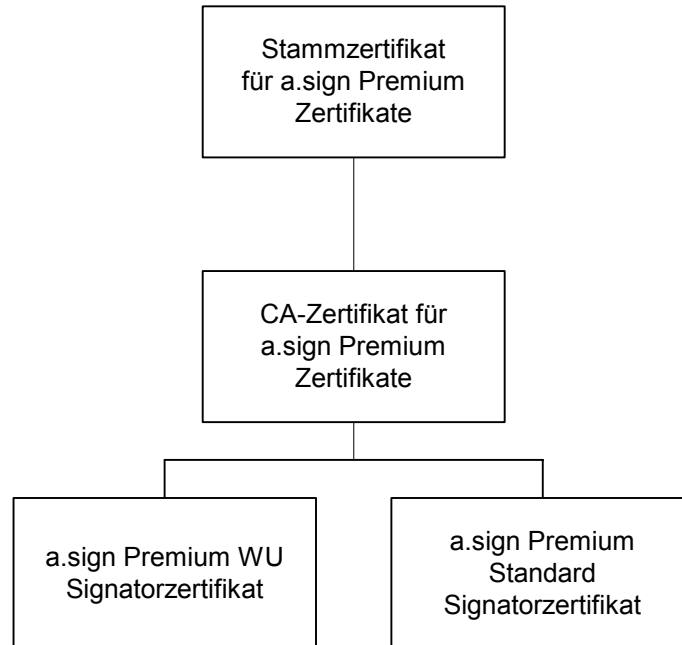 Stammzertifikat
für a.sign Premium
Zertifikate
CA-Zertifikat für
a.sign Premium
Zertifikate
a.sign Premium WU
Signatorzertifikat
a.sign Premium
Standard
Signatorzertifikat